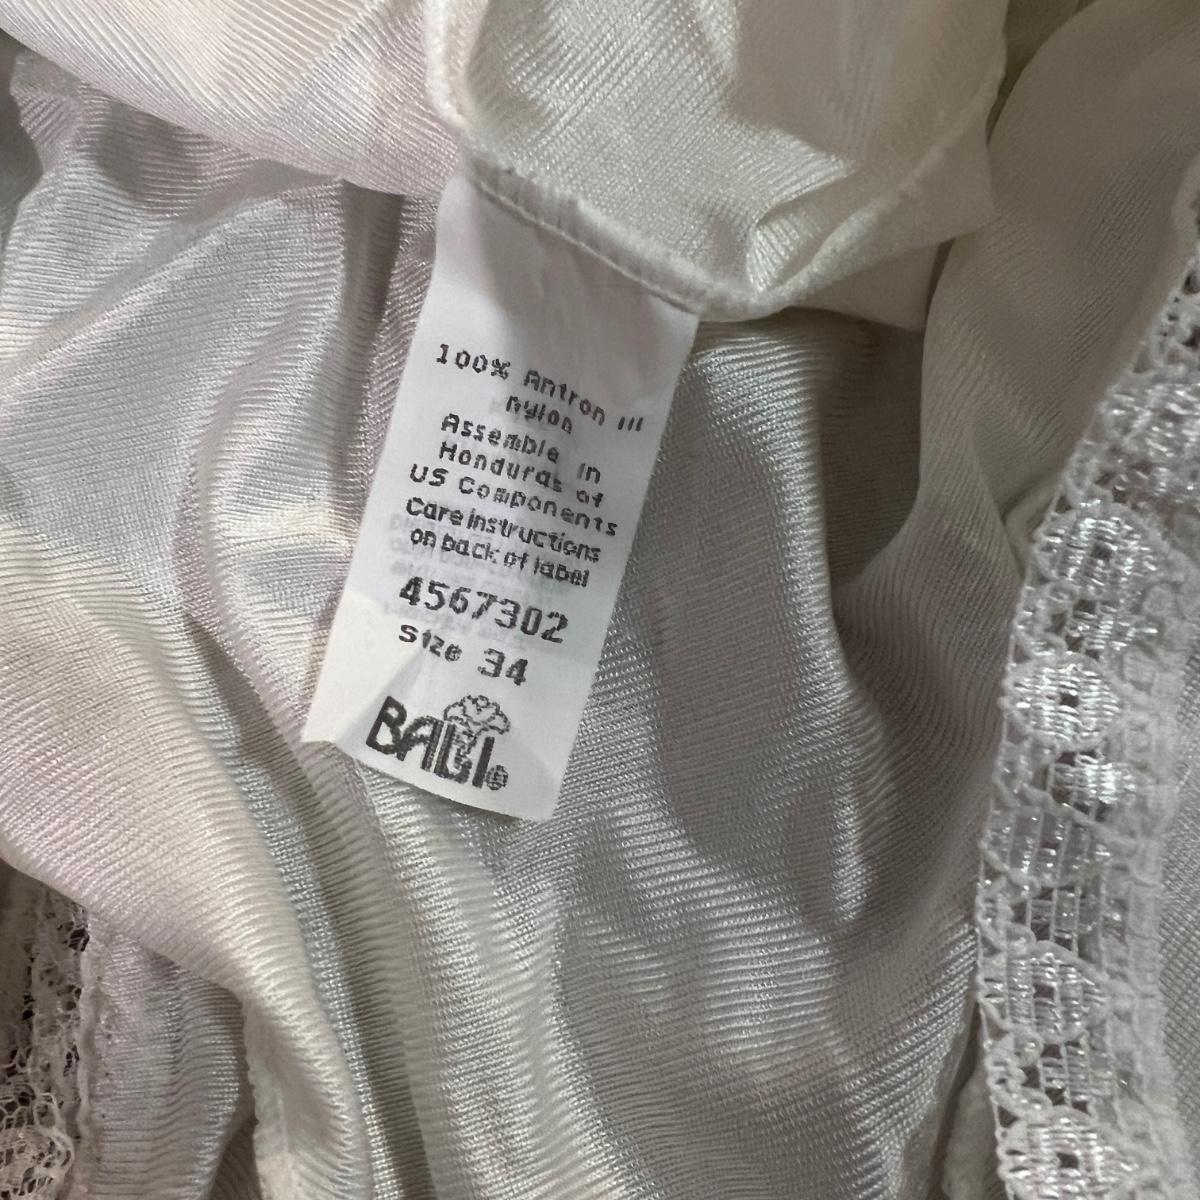 100% Antron III
nylon
Assemble in
Honduras of
US Components
Care instructions
on back of label
4567302
size 34
BALI®